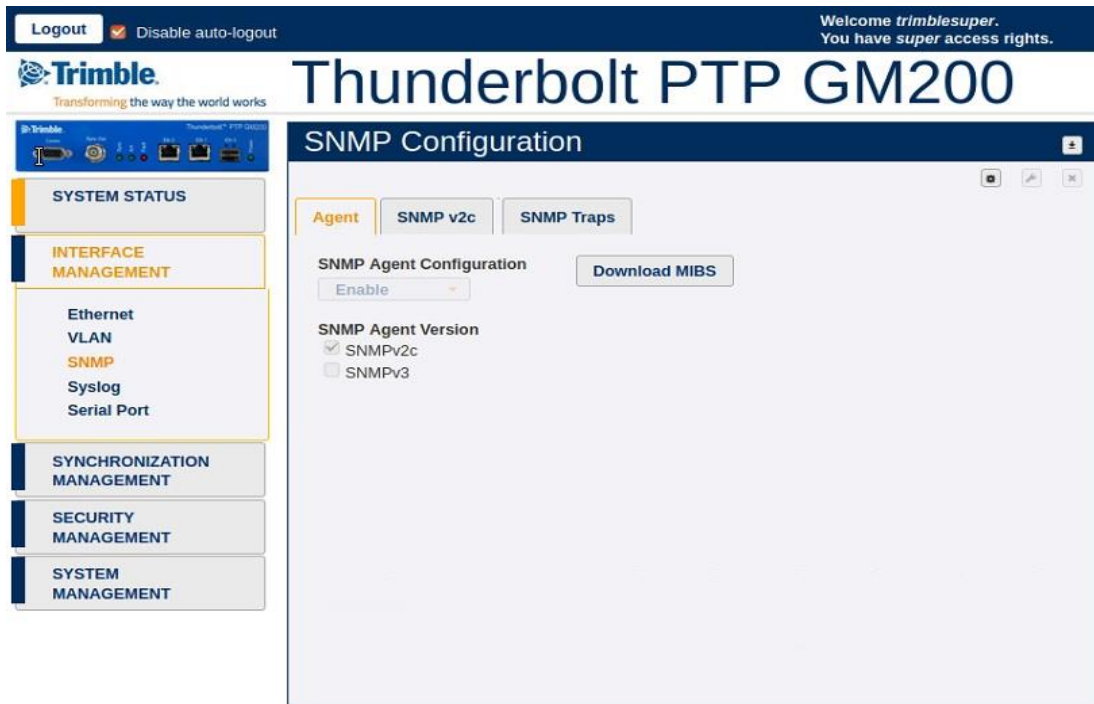 Logout
Disable auto-logout
Welcome trimblesuper.
You have super access rights.
Trimble.
Transforming the way the world works
Thunderbolt PTP GM200
Trimble
SNMP Configuration
SYSTEM STATUS
INTERFACE
MANAGEMENT
Ethernet
VLAN
SNMP
Syslog
Serial Port
SYNCHRONIZATION
MANAGEMENT
SECURITY
MANAGEMENT
SYSTEM
MANAGEMENT
Agent
SNMP v2c
SNMP Traps
SNMP Agent Configuration
Download MIBS
Enable
SNMP Agent Version
SNMPv2c
SNMPv3